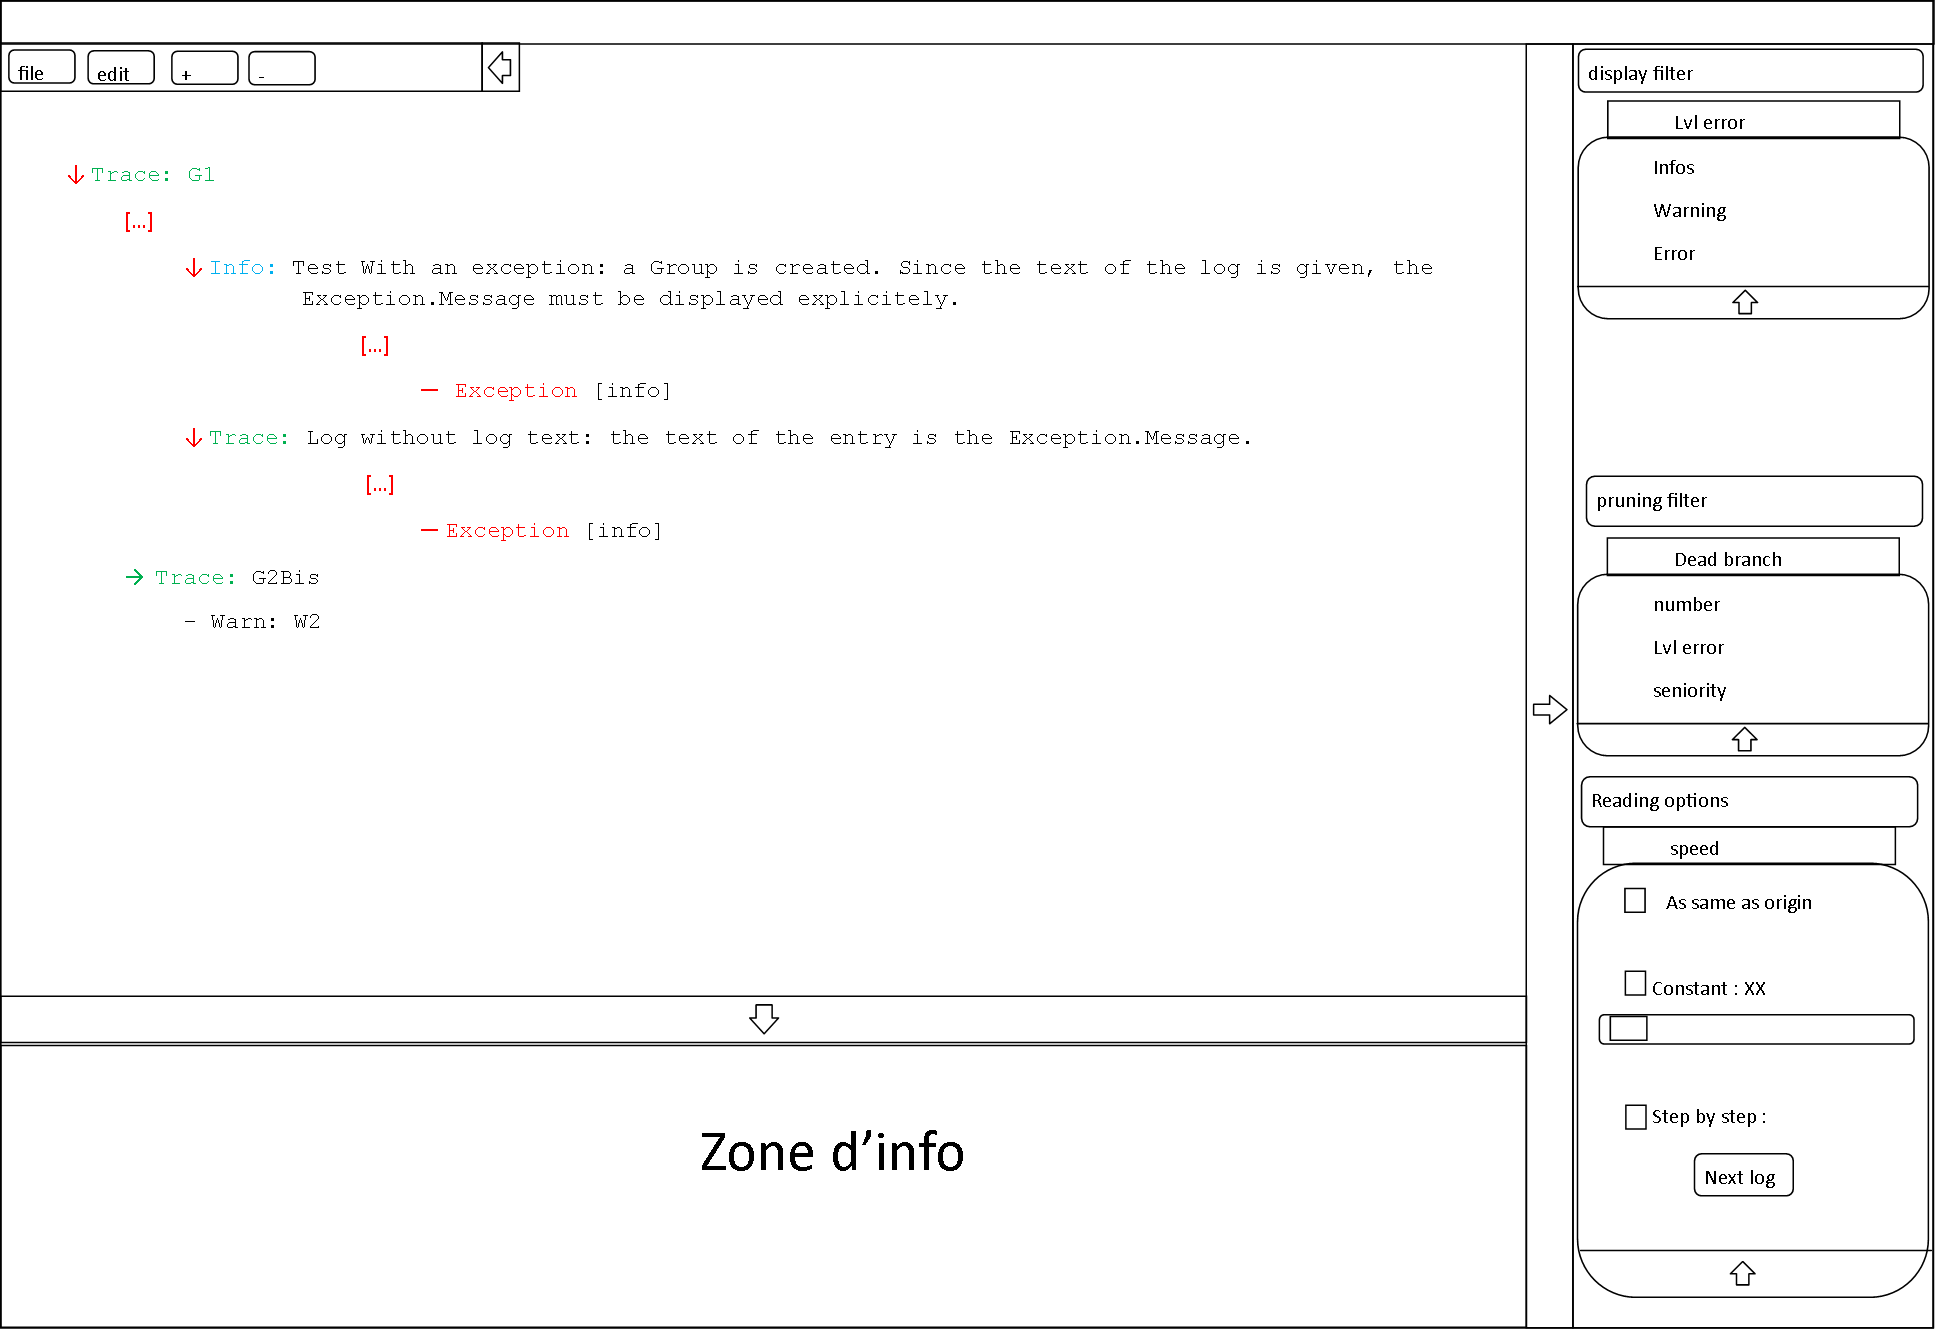 file
edit
+
-
Trace: G1
[...]
Info: Test With an exception: a Group is created. Since the text of the log is given, the
Exception.Message must be displayed explicitely.
[...]
— Exception [info]
Trace: Log without log text: the text of the entry is the Exception.Message.
[...]
— Exception [info]
Trace: G2Bis
- Warn: W2
Zone d’info
display filter
Lvl error
Infos
Warning
Error
pruning filter
Dead branch
number
Lvl error
seniority
Reading options
speed
As same as origin
Constant : XX
Step by step :
Next log